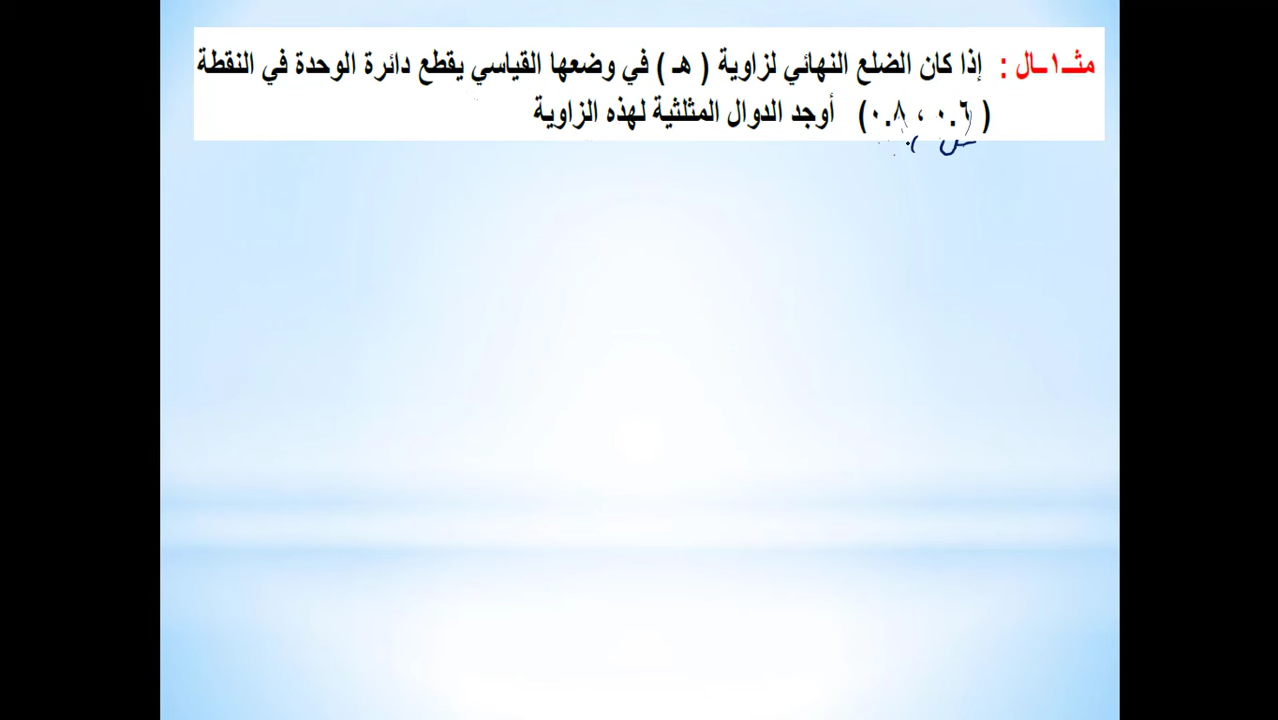 مثــ١ــال : إذا كان الضلع النهائي لزاوية ( هـ ) في وضعها القياسي يقطع دائرة الوحدة في النقطة
( ٠.٦ ، ٠.٨) أوجد الدوال المثلثية لهذه الزاوية
س